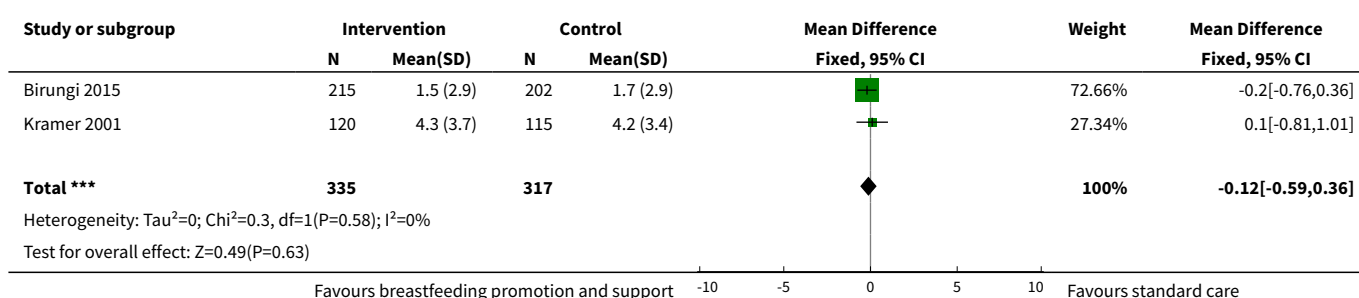 Study or subgroup Intervention Control Mean Difference Weight Mean Difference
N Mean(SD) N Mean(SD) Fixed, 95% CI Fixed, 95% CI
Birungi 2015 215 1.5 (2.9) 202 1.7 (2.9) 72.66% -0.2[-0.76,0.36]
Kramer 2001 120 4.3 (3.7) 115 4.2 (3.4) 27.34% 0.1[-0.81,1.01]
Total *** 335 317 100% -0.12[-0.59,0.36]
Heterogeneity: Tau²=0; Chi²=0.3, df=1(P=0.58); I²=0%
Test for overall effect: Z=0.49(P=0.63)
Favours breastfeeding promotion and support -10 -5 0 5 10 Favours standard care